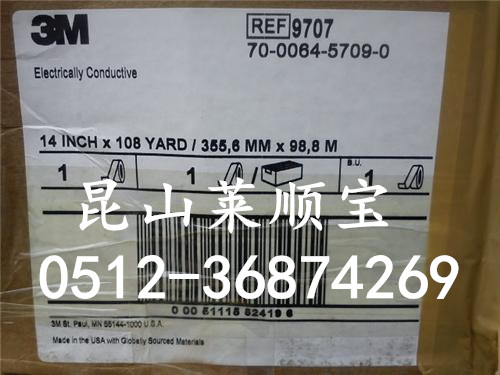 3M
REF 9707
70-0064-5709-0
Electrically Conductive
14 INCH x 108 YARD / 355,6 MM x 98,8 M
1 1 / B.U. 1
昆山莱顺宝
0512-36874269
0 00 51115 82419 6
3M St. Paul, MN 55144-1000 U.S.A.
Made in the USA with Globally Sourced Materials